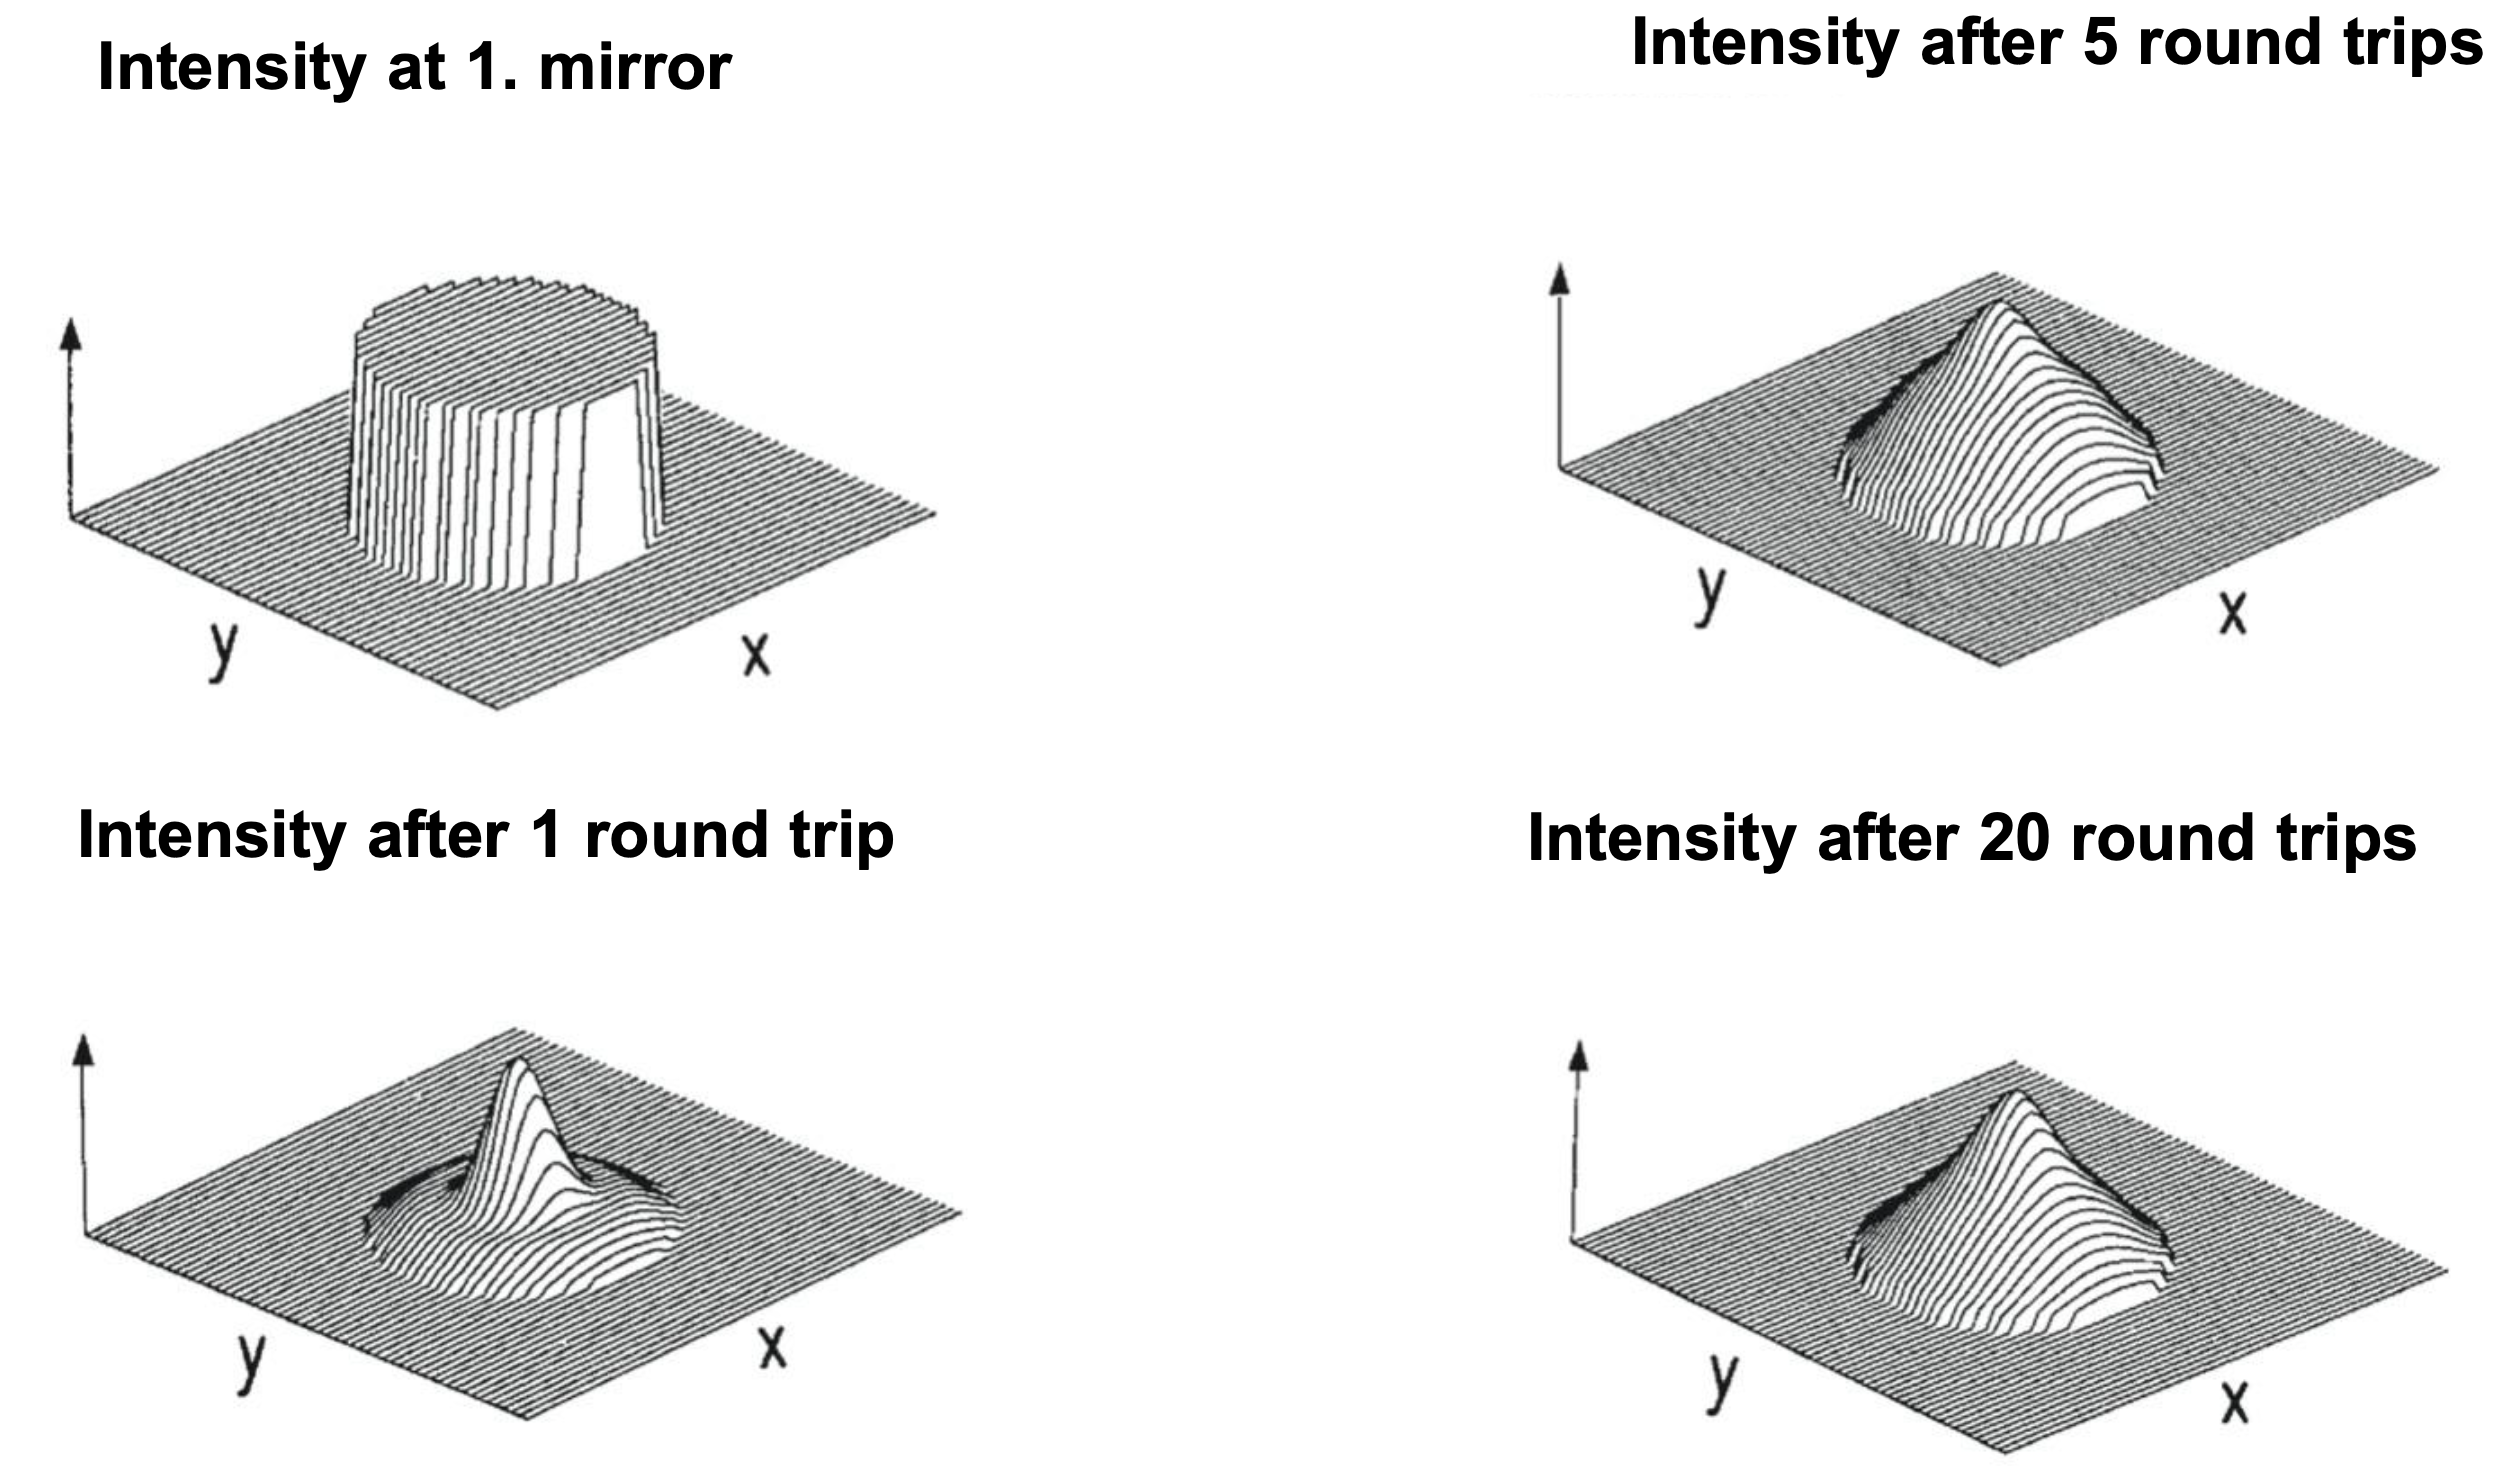 Intensity at 1. mirror
y
x
Intensity after 5 round trips
y
x
Intensity after 1 round trip
y
x
Intensity after 20 round trips
y
x